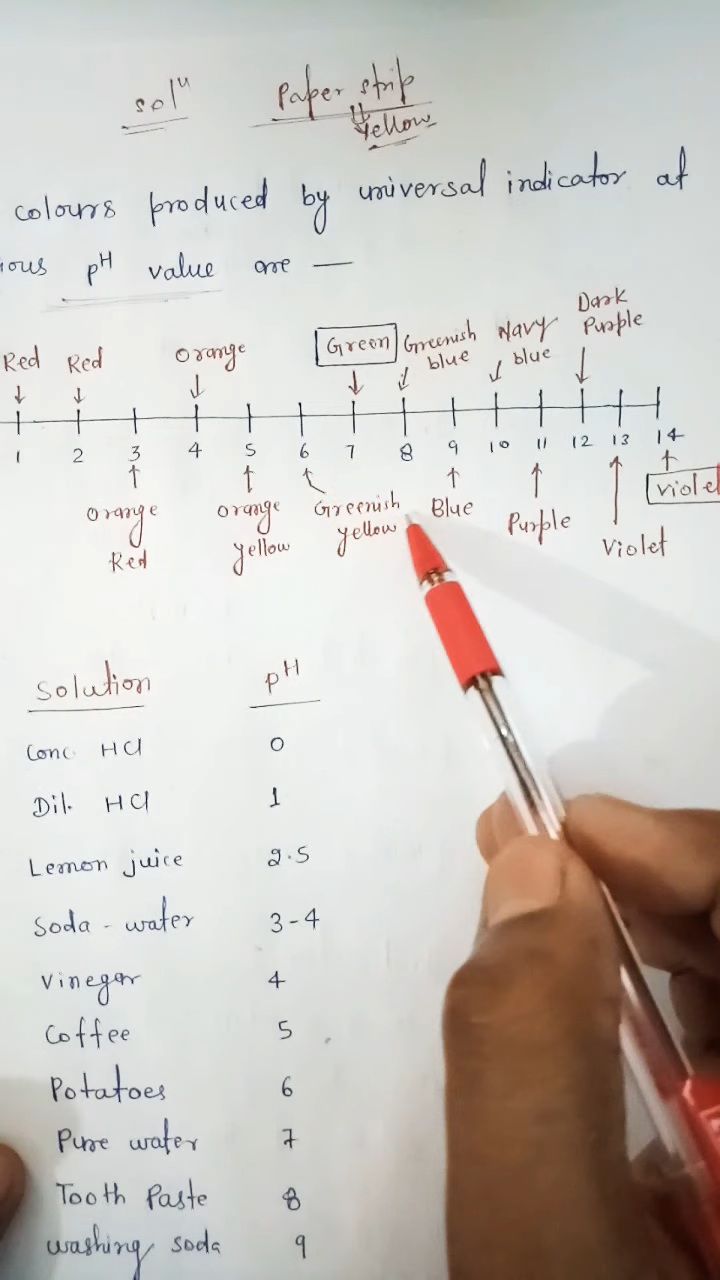 solⁿ Paper strip
Yellow
colours produced by universal indicator at
ious pH value are —
Red Red Orange Green Greenish blue Navy blue Dark Purple
1 2 3 4 5 6 7 8 9 10 11 12 13 14
Orange Red Orange yellow Greenish yellow Blue Purple Violet Violet
Solution pH
Conc HCl 0
Dil. HCl 1
Lemon juice 2.5
Soda - water 3-4
Vinegar 4
Coffee 5
Potatoes 6
Pure water 7
Tooth Paste 8
washing soda 9